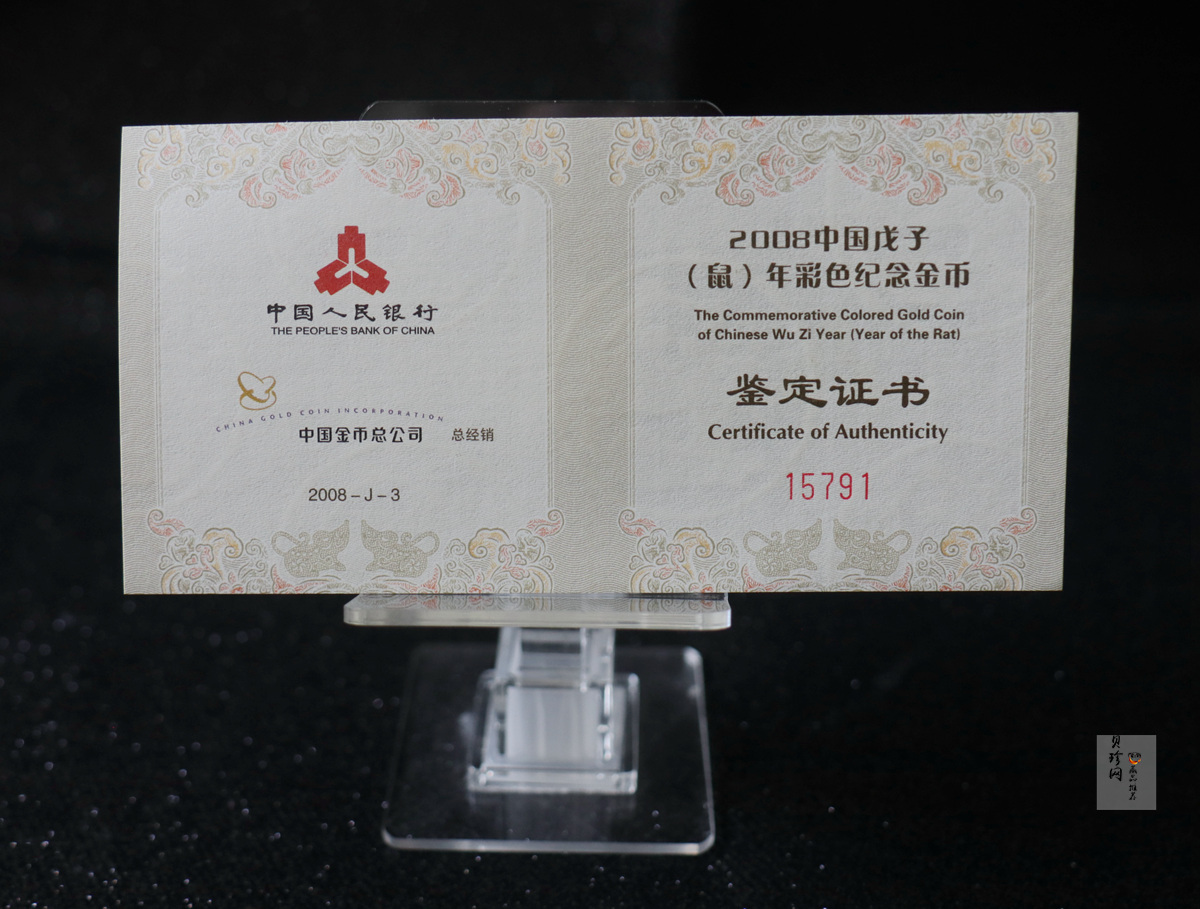 中国人民银行
THE PEOPLE'S BANK OF CHINA
CHINA GOLD COIN INCORPORATION
中国金币总公司 总经销
2008–J–3
2008中国戊子
（鼠）年彩色纪念金币
The Commemorative Colored Gold Coin
of Chinese Wu Zi Year (Year of the Rat)
鉴定证书
Certificate of Authenticity
15791
贝珍网